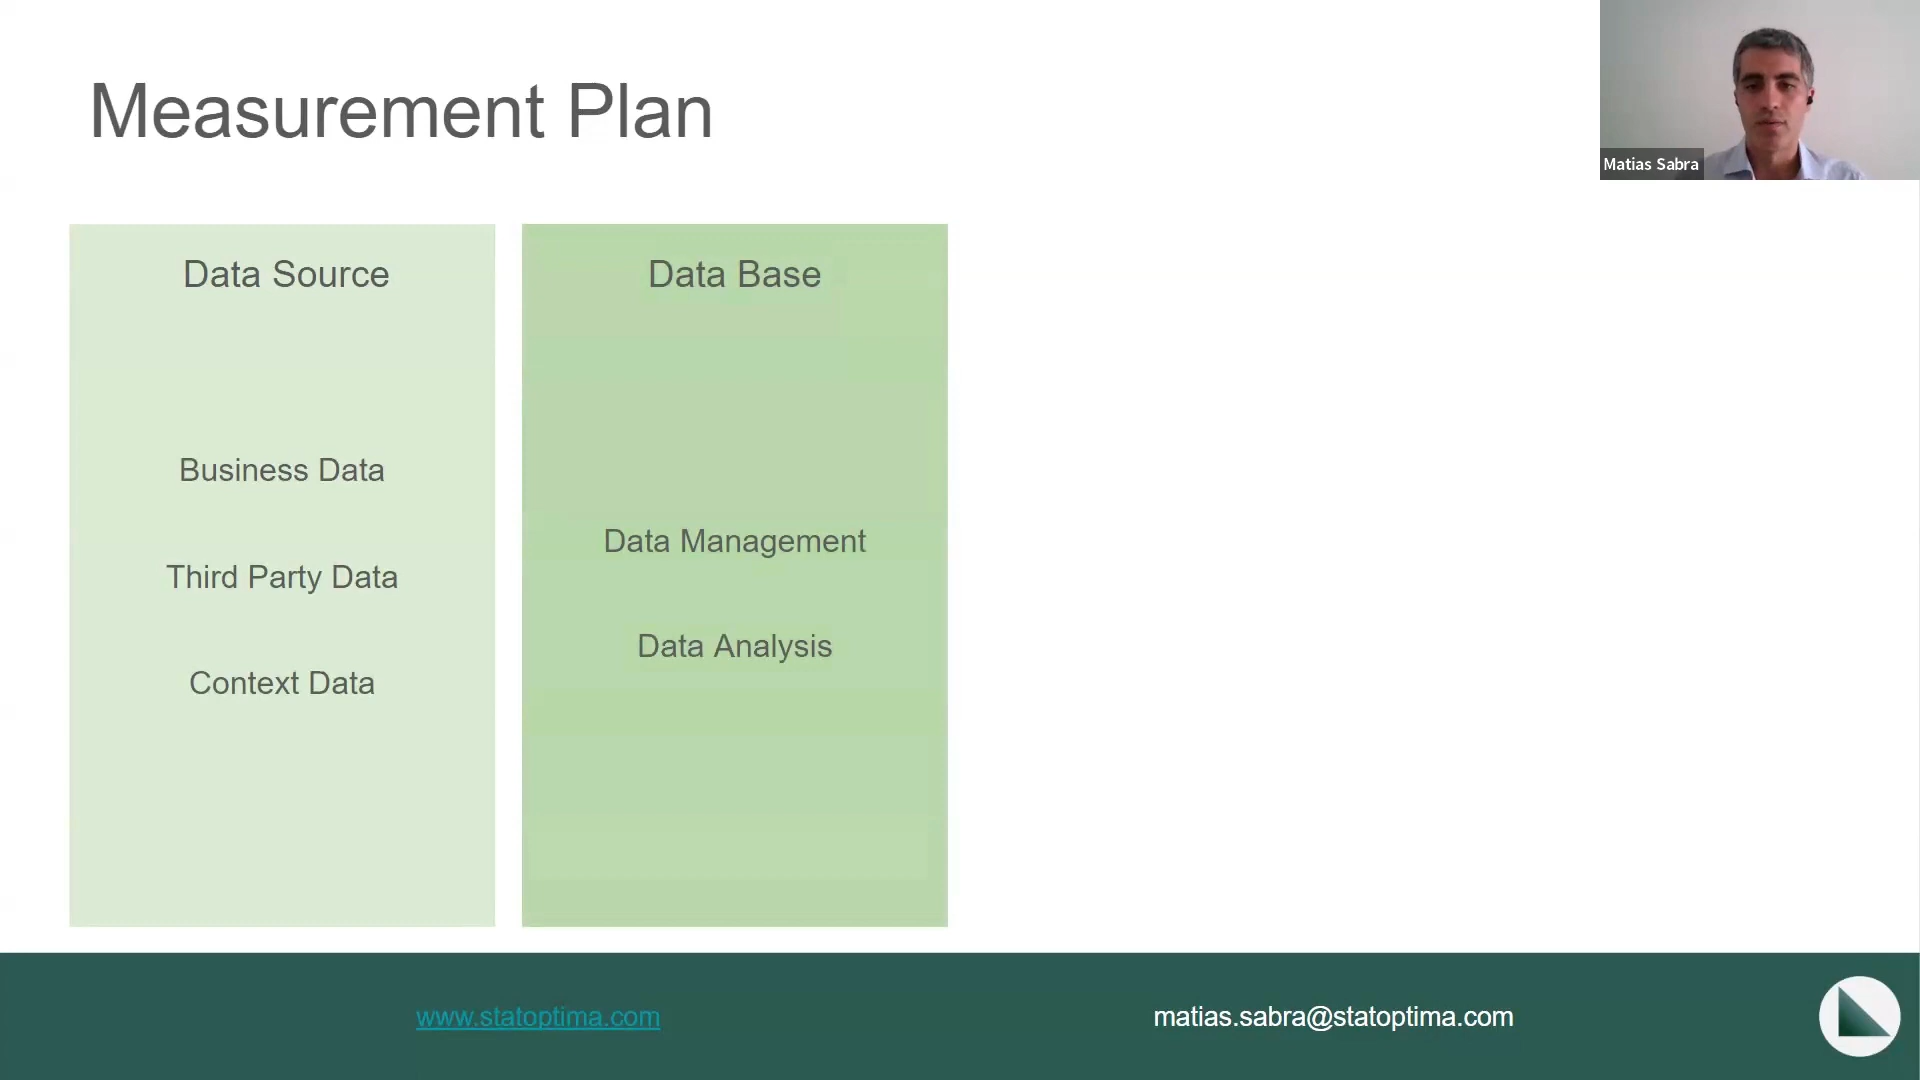 Measurement Plan
Matias Sabra
Data Source
Business Data
Third Party Data
Context Data
Data Base
Data Management
Data Analysis
www.statoptima.com
matias.sabra@statoptima.com